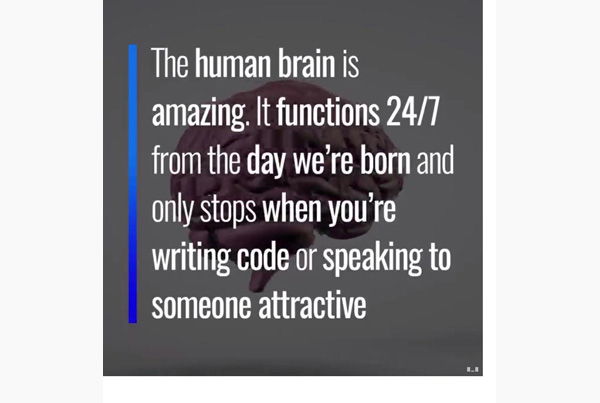 The human brain is
amazing. It functions 24/7
from the day we're born and
only stops when you're
writing code or speaking to
someone attractive